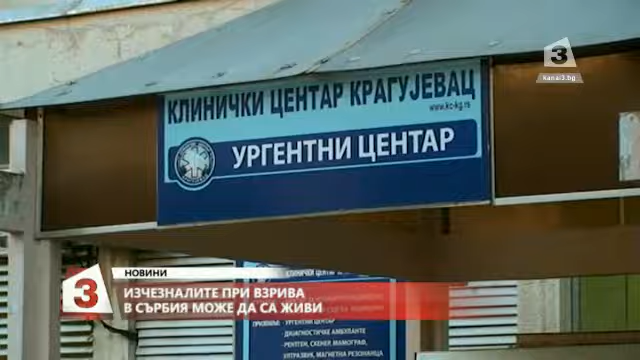 3
kanal3.bg
КЛИНИЧКИ ЦЕНТАР КРАГУЈЕВАЦ
www.kc-kg.rs
УРГЕНТНИ ЦЕНТАР
НОВИНИ
3
ИЗЧЕЗНАЛИТЕ ПРИ ВЗРИВА
В СЪРБИЯ МОЖЕ ДА СА ЖИВИ
КЛИНИЧКИ ЦЕНТАР
УРГЕНТНИ ЦЕНТАР
- ДИЈАГНОСТИЧКЕ АМБУЛАНТЕ
- РЕНТГЕН, СКЕНЕР, МАМОГРАФ,
УЛТРАЗВУК, МАГНЕТНА РЕЗОНАНЦА